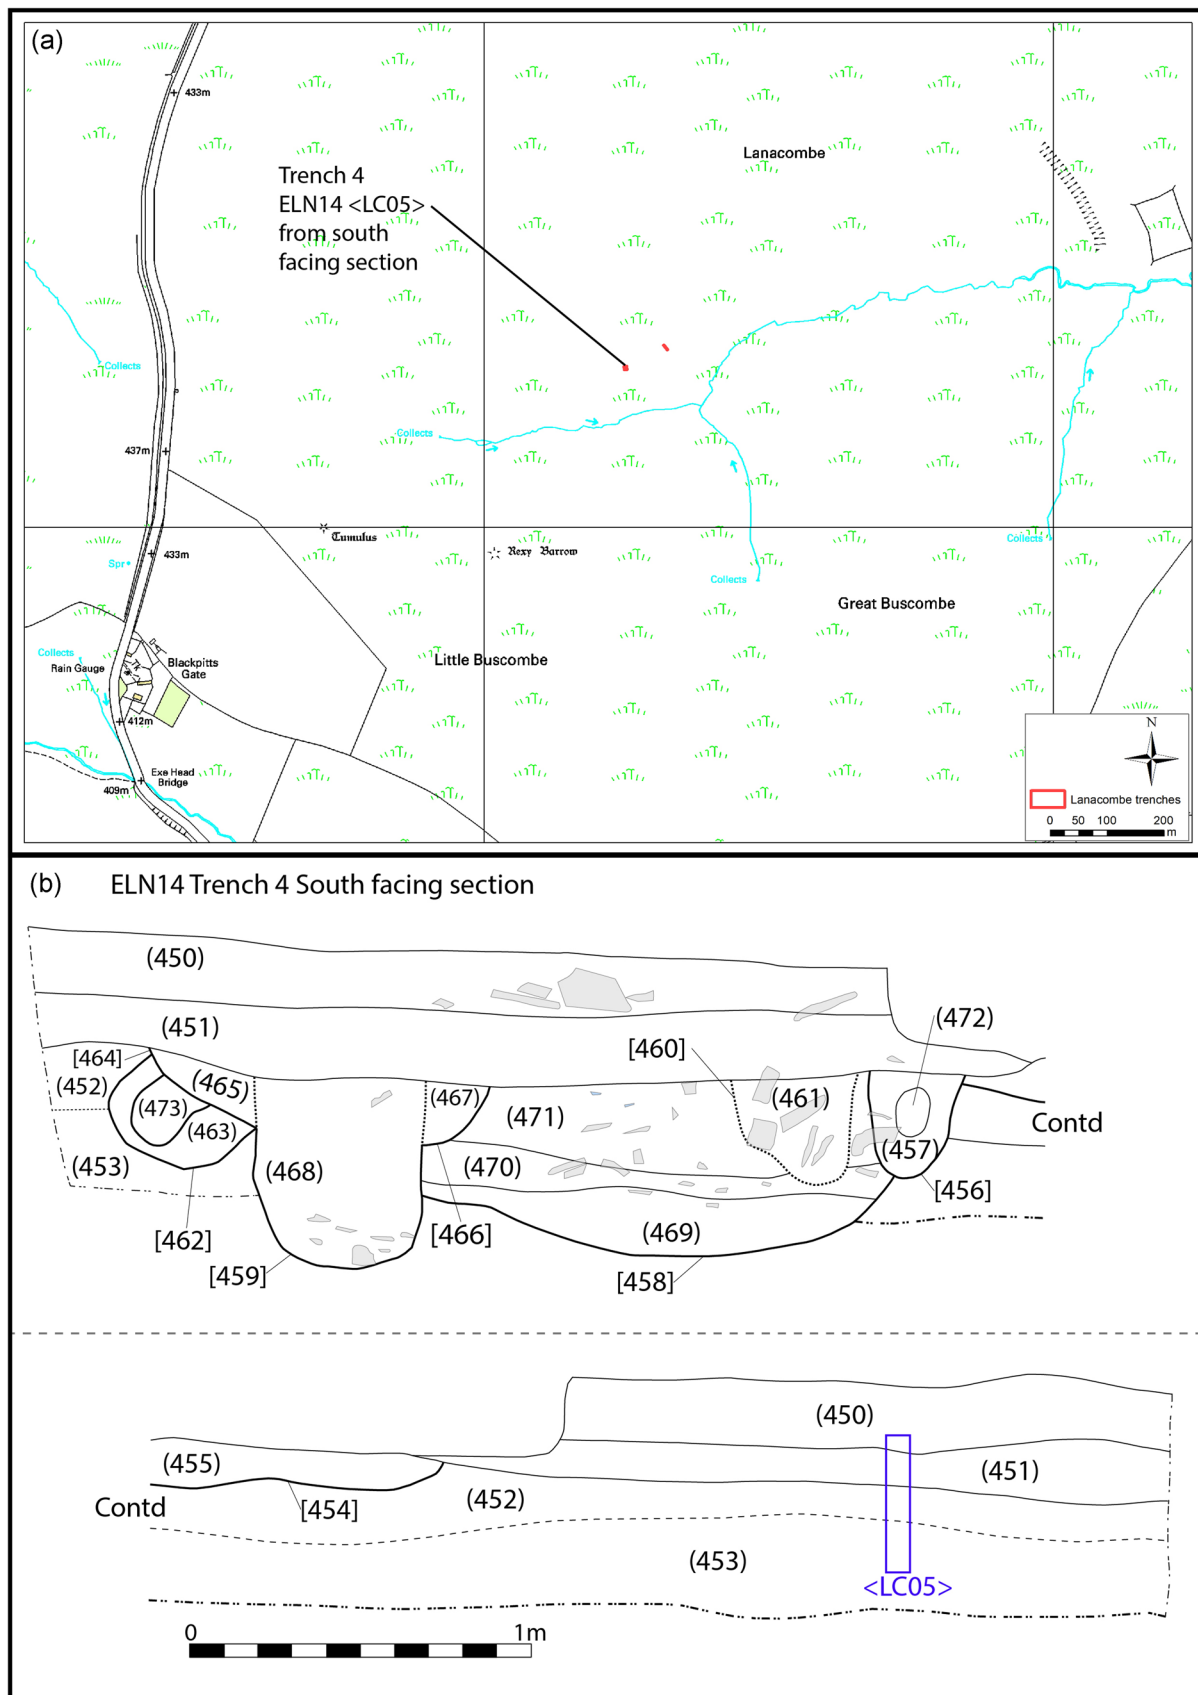 (a)
433m
Lanacombe
Trench 4
ELN14 <LC05>
from south
facing section
Collects
Collects
437m
Tumulus
Rexy Barrow
433m
Spr
Collects
Collects
Great Buscombe
Collects
Rain Gauge
Blackpitts
Gate
Little Buscombe
412m
Exe Head
Bridge
409m
N
Lanacombe trenches
0 50 100 200
m
(b) ELN14 Trench 4 South facing section
(450)
(451)
(472)
[460]
[464]
(452)
(465)
(467)
(461)
(473)
(471)
Contd
(463)
(457)
(453)
(468)
(470)
[456]
(469)
[462]
[466]
[459]
[458]
(450)
(455)
(451)
Contd
[454]
(452)
(453)
<LC05>
0 1m